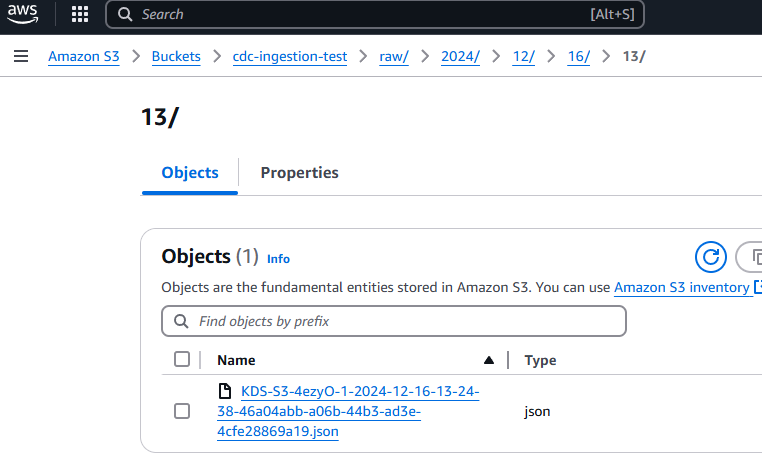 aws Search [Alt+S]
Amazon S3 > Buckets > cdc-ingestion-test > raw/ > 2024/ > 12/ > 16/ > 13/
13/
Objects Properties
Objects (1) Info
Objects are the fundamental entities stored in Amazon S3. You can use Amazon S3 inventory
Find objects by prefix
Name Type
KDS-S3-4ezyO-1-2024-12-16-13-24-
38-46a04abb-a06b-44b3-ad3e- json
4cfe28869a19.json